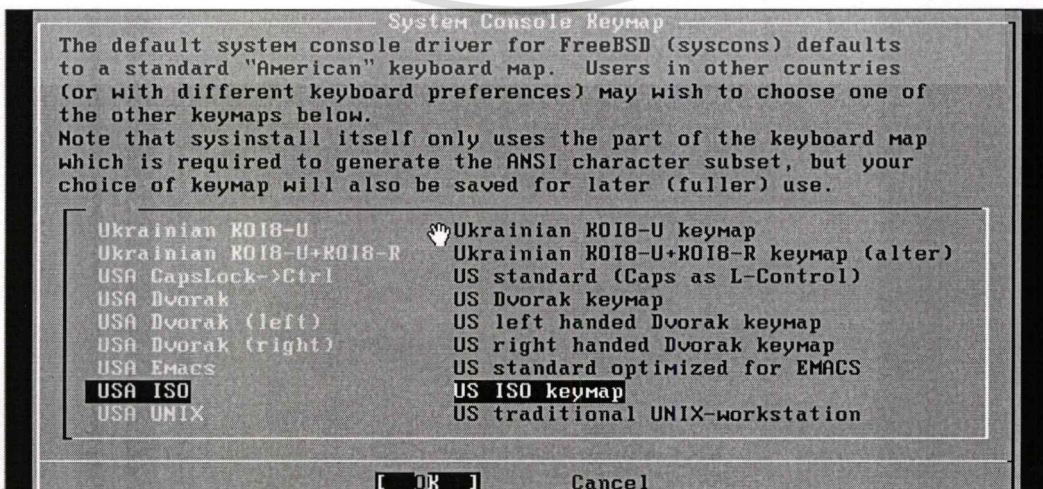 System Console Keymap
The default system console driver for FreeBSD (syscons) defaults
to a standard "American" keyboard map. Users in other countries
(or with different keyboard preferences) may wish to choose one of
the other keymaps below.
Note that sysinstall itself only uses the part of the keyboard map
which is required to generate the ANSI character subset, but your
choice of keymap will also be saved for later (fuller) use.
Ukrainian KOI8-U Ukrainian KOI8-U keymap
Ukrainian KOI8-U+KOI8-R Ukrainian KOI8-U+KOI8-R keymap (alter)
USA CapsLock->Ctrl US standard (Caps as L-Control)
USA Dvorak US Dvorak keymap
USA Dvorak (left) US left handed Dvorak keymap
USA Dvorak (right) US right handed Dvorak keymap
USA Emacs US standard optimized for EMACS
USA ISO US ISO keymap
USA UNIX US traditional UNIX-workstation
[ OK ] Cancel